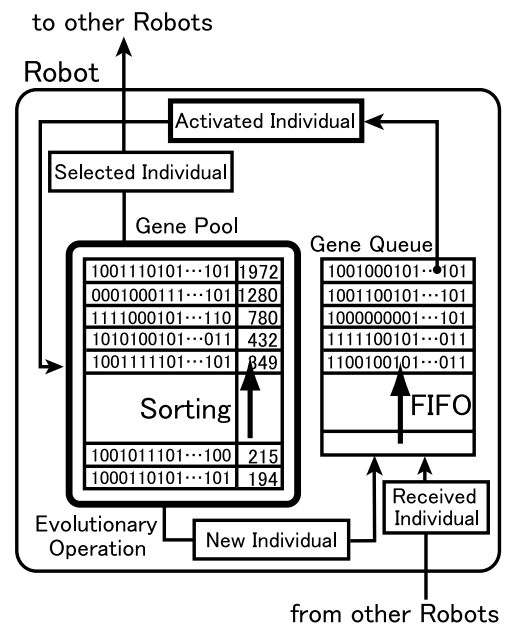 to other Robots
Robot
Activated Individual
Selected Individual
Gene Pool
Gene Queue
1001110101···101 1972
0001000111···101 1280
1111000101···110 780
1010100101···011 432
1001111101···101 349
Sorting
1001011101···100 215
1000110101···101 194
1001000101···101
1001100101···101
1000000001···101
1111100101···011
1100100101···011
FIFO
Evolutionary
Operation
New Individual
Received
Individual
from other Robots